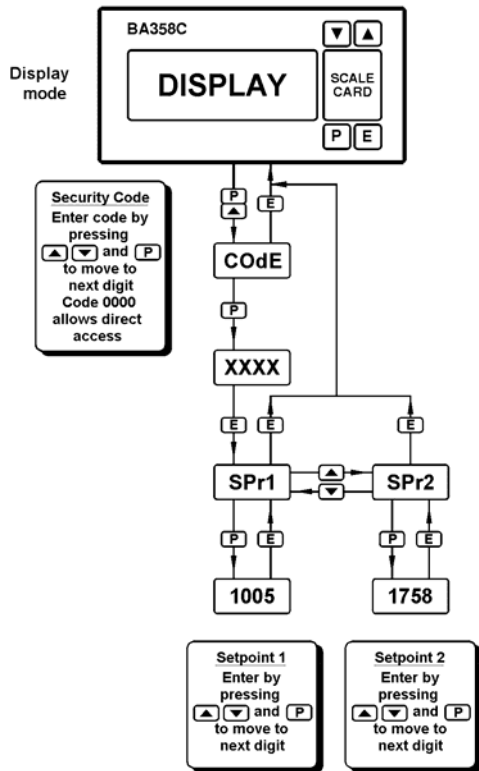 BA358C
▼ ▲
Display
mode
DISPLAY
SCALE
CARD
P E
Security Code
Enter code by
pressing
▲ ▼ and P
to move to
next digit
Code 0000
allows direct
access
P
▲
E
COdE
P
XXXX
E E E
SPr1
▲
▼
SPr2
P E P E
1005
1758
Setpoint 1
Enter by
pressing
▲ ▼ and P
to move to
next digit
Setpoint 2
Enter by
pressing
▲ ▼ and P
to move to
next digit